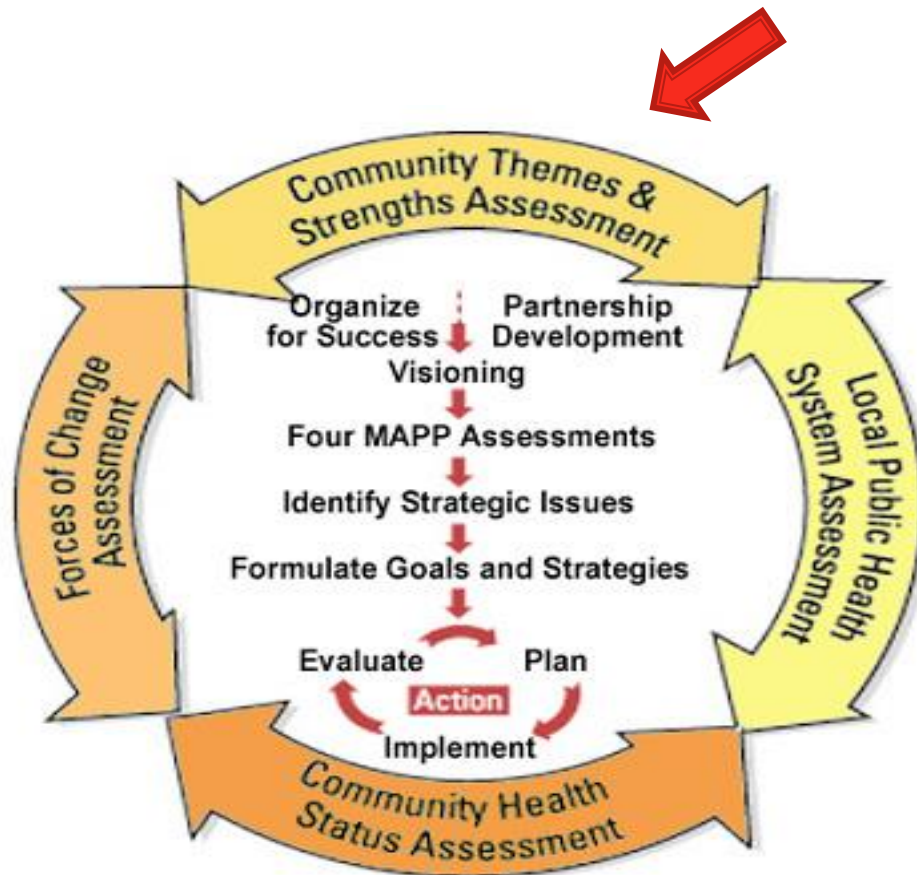 Community Themes &
Strengths Assessment
Organize
for Success
Partnership
Development
Visioning
Four MAPP Assessments
Identify Strategic Issues
Formulate Goals and Strategies
Evaluate
Plan
Action
Implement
Forces of Change
Assessment
Local Public Health
System Assessment
Community Health
Status Assessment